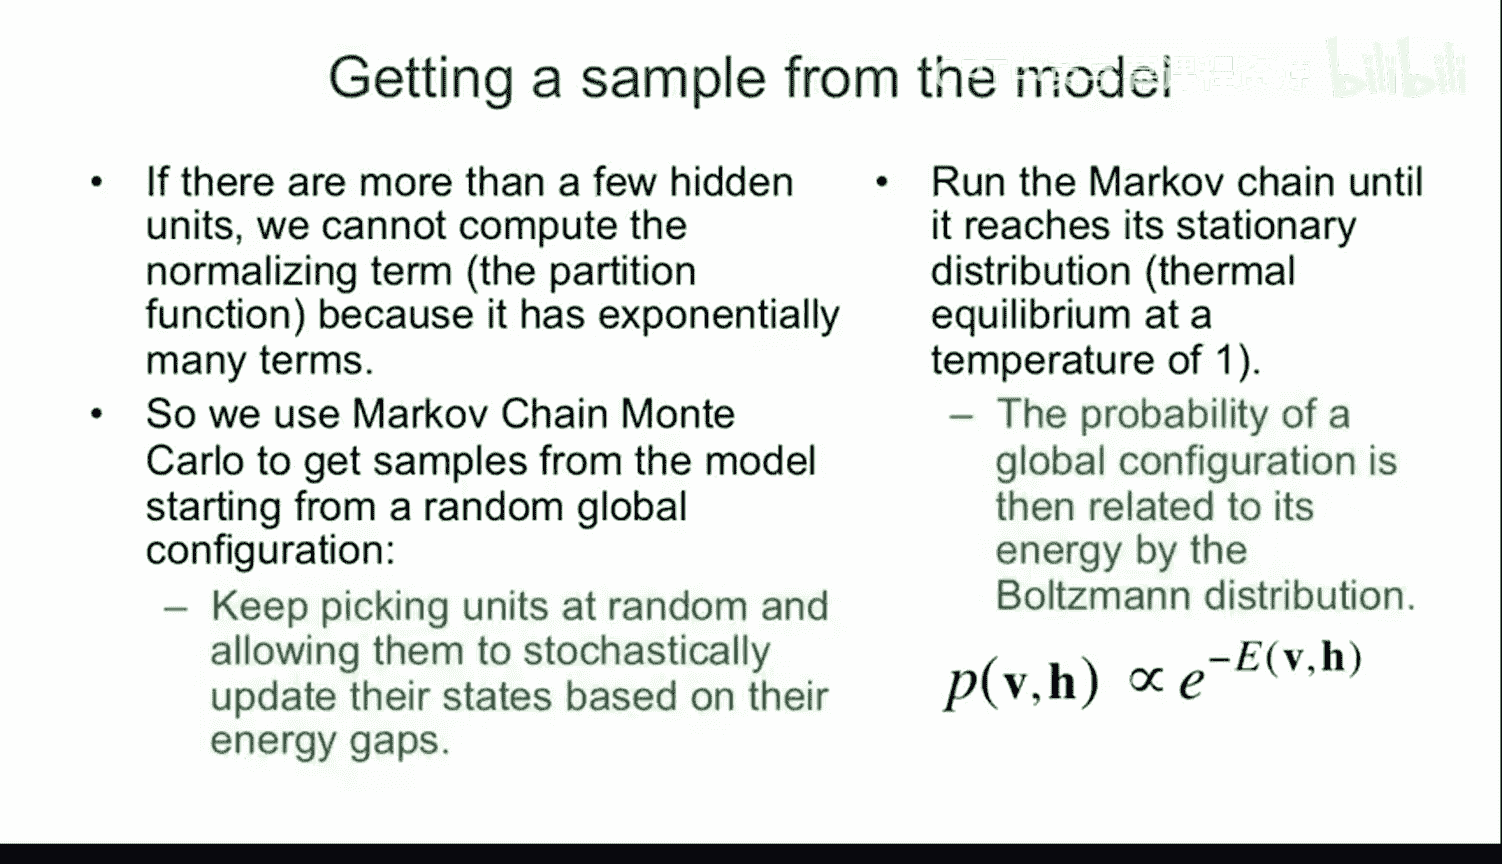 Getting a sample from the model
• If there are more than a few hidden
units, we cannot compute the
normalizing term (the partition
function) because it has exponentially
many terms.
• So we use Markov Chain Monte
Carlo to get samples from the model
starting from a random global
configuration:
– Keep picking units at random and
allowing them to stochastically
update their states based on their
energy gaps.
• Run the Markov chain until
it reaches its stationary
distribution (thermal
equilibrium at a
temperature of 1).
– The probability of a
global configuration is
then related to its
energy by the
Boltzmann distribution.
p(v,h) ∝ e^{−E(v,h)}
bilibili